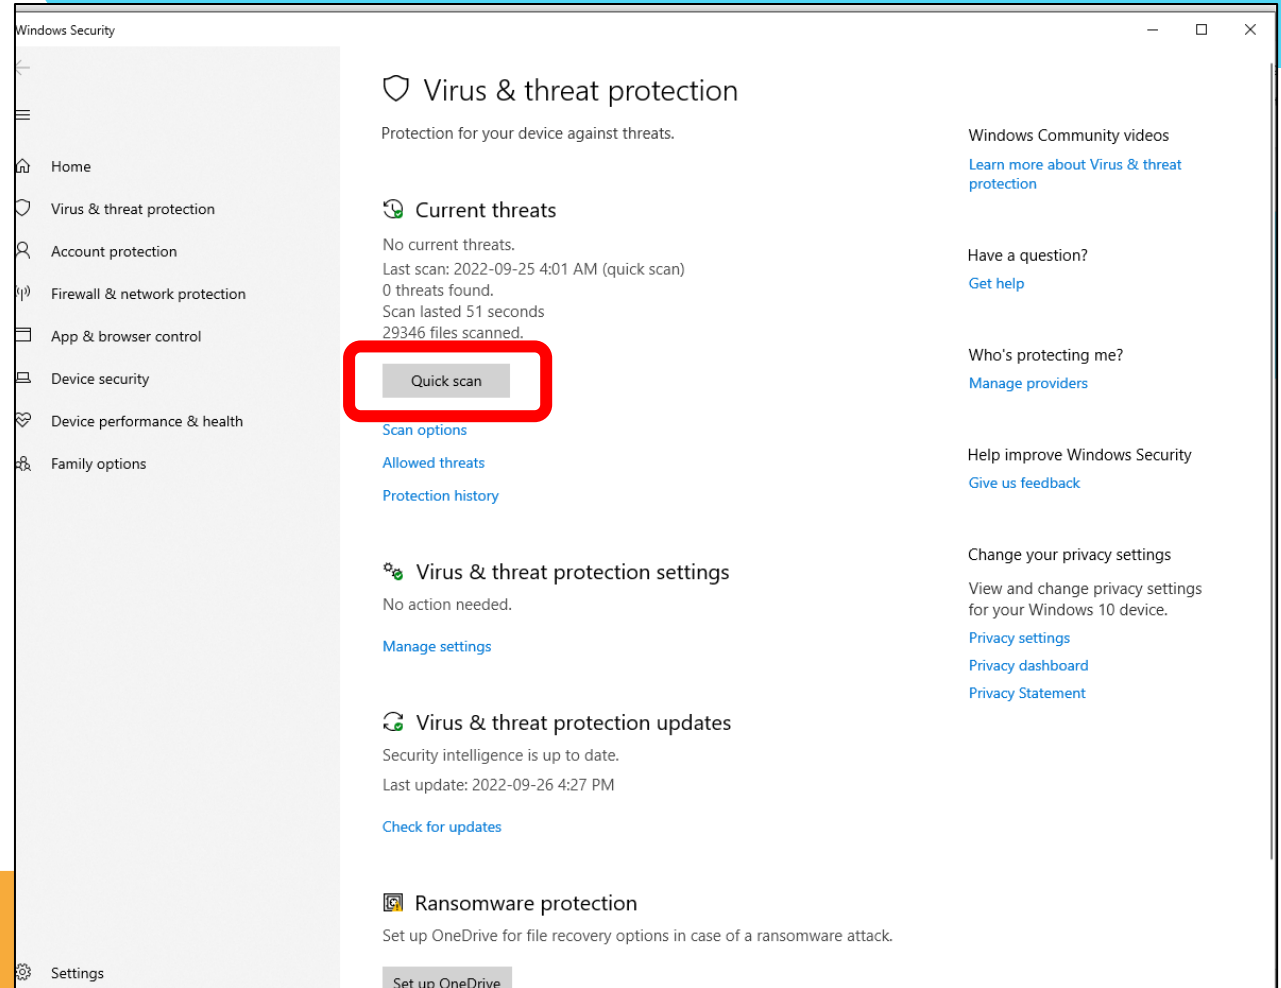 Windows Security
Home
Virus & threat protection
Account protection
Firewall & network protection
App & browser control
Device security
Device performance & health
Family options
Settings
Virus & threat protection
Protection for your device against threats.
Current threats
No current threats.
Last scan: 2022-09-25 4:01 AM (quick scan)
0 threats found.
Scan lasted 51 seconds
29346 files scanned.
Quick scan
Scan options
Allowed threats
Protection history
Virus & threat protection settings
No action needed.
Manage settings
Virus & threat protection updates
Security intelligence is up to date.
Last update: 2022-09-26 4:27 PM
Check for updates
Ransomware protection
Set up OneDrive for file recovery options in case of a ransomware attack.
Set up OneDrive
Windows Community videos
Learn more about Virus & threat
protection
Have a question?
Get help
Who's protecting me?
Manage providers
Help improve Windows Security
Give us feedback
Change your privacy settings
View and change privacy settings
for your Windows 10 device.
Privacy settings
Privacy dashboard
Privacy Statement